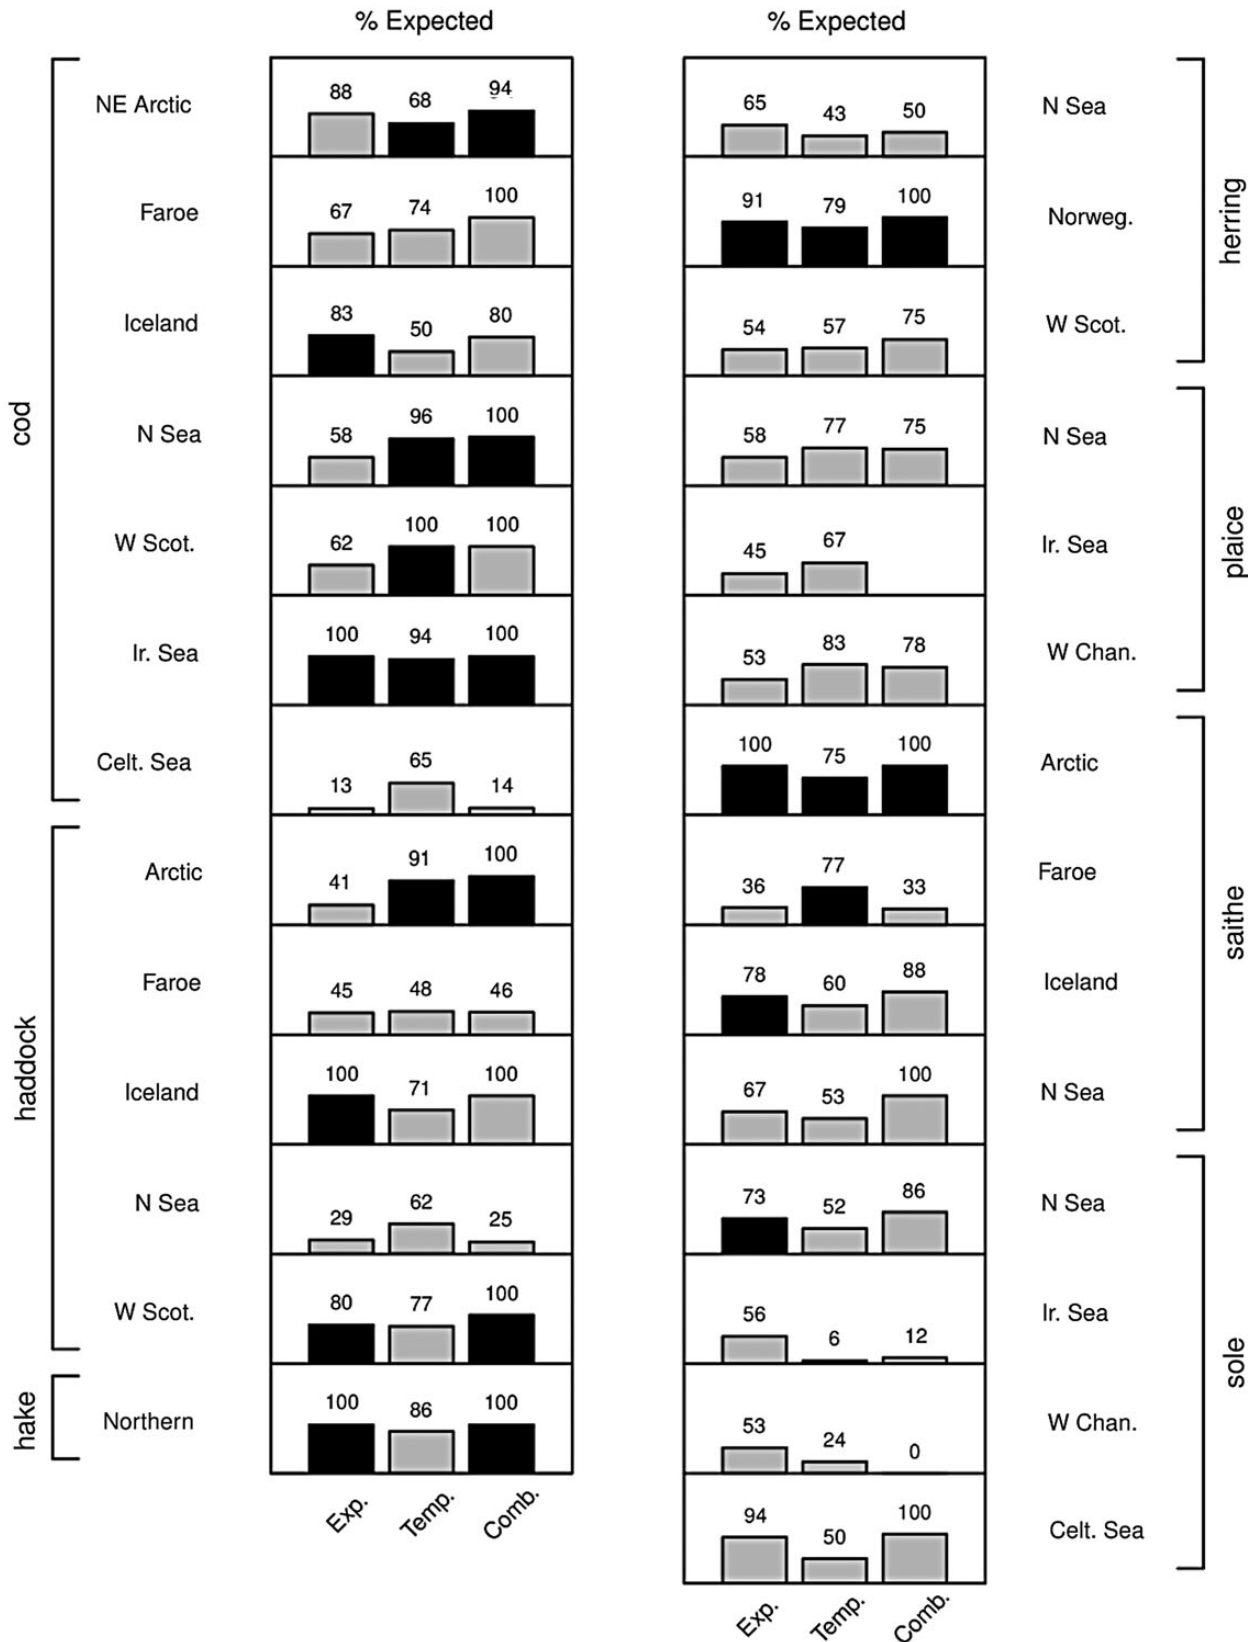 % Expected
cod
NE Arctic 88 68 94
Faroe 67 74 100
Iceland 83 50 80
N Sea 58 96 100
W Scot. 62 100 100
Ir. Sea 100 94 100
Celt. Sea 13 65 14
haddock
Arctic 41 91 100
Faroe 45 48 46
Iceland 100 71 100
N Sea 29 62 25
W Scot. 80 77 100
hake
Northern 100 86 100
Exp. Temp. Comb.
% Expected
65 43 50 N Sea
91 79 100 Norweg.
54 57 75 W Scot.
herring
58 77 75 N Sea
45 67 Ir. Sea
53 83 78 W Chan.
plaice
100 75 100 Arctic
36 77 33 Faroe
78 60 88 Iceland
67 53 100 N Sea
saithe
73 52 86 N Sea
56 6 12 Ir. Sea
53 24 0 W Chan.
94 50 100 Celt. Sea
sole
Exp. Temp. Comb.